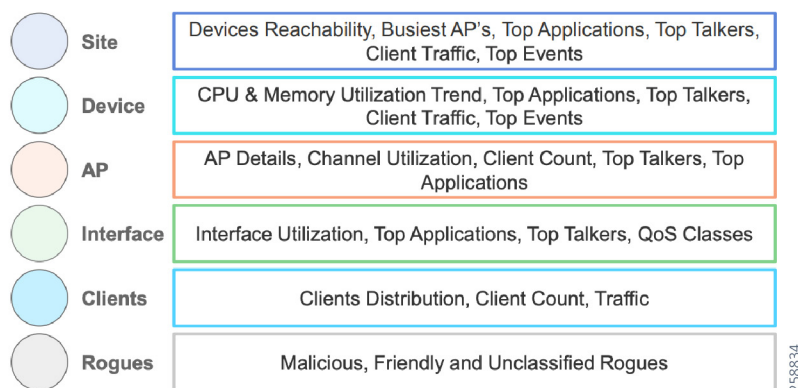 Site
Devices Reachability, Busiest AP's, Top Applications, Top Talkers,
Client Traffic, Top Events
Device
CPU & Memory Utilization Trend, Top Applications, Top Talkers,
Client Traffic, Top Events
AP
AP Details, Channel Utilization, Client Count, Top Talkers, Top
Applications
Interface
Interface Utilization, Top Applications, Top Talkers, QoS Classes
Clients
Clients Distribution, Client Count, Traffic
Rogues
Malicious, Friendly and Unclassified Rogues
258834